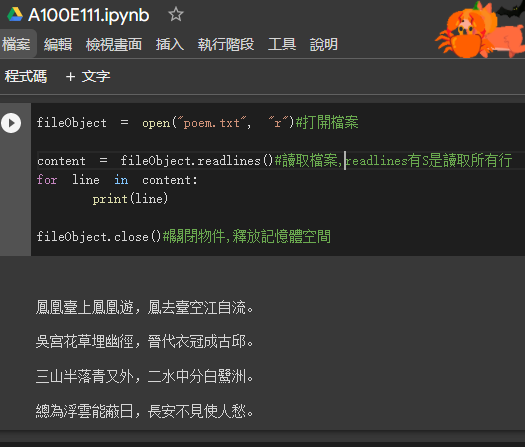 A100E111.ipynb
檔案 編輯 檢視畫面 插入 執行階段 工具 說明
程式碼 + 文字
fileObject = open("poem.txt", "r")#打開檔案
content = fileObject.readlines()#讀取檔案,readlines有S是讀取所有行
for line in content:
print(line)
fileObject.close()#關閉物件,釋放記憶體空間
鳳凰臺上鳳凰遊，鳳去臺空江自流。
吳宮花草埋幽徑，晉代衣冠成古邱。
三山半落青又外，二水中分白鷺洲。
總為浮雲能蔽日，長安不見使人愁。